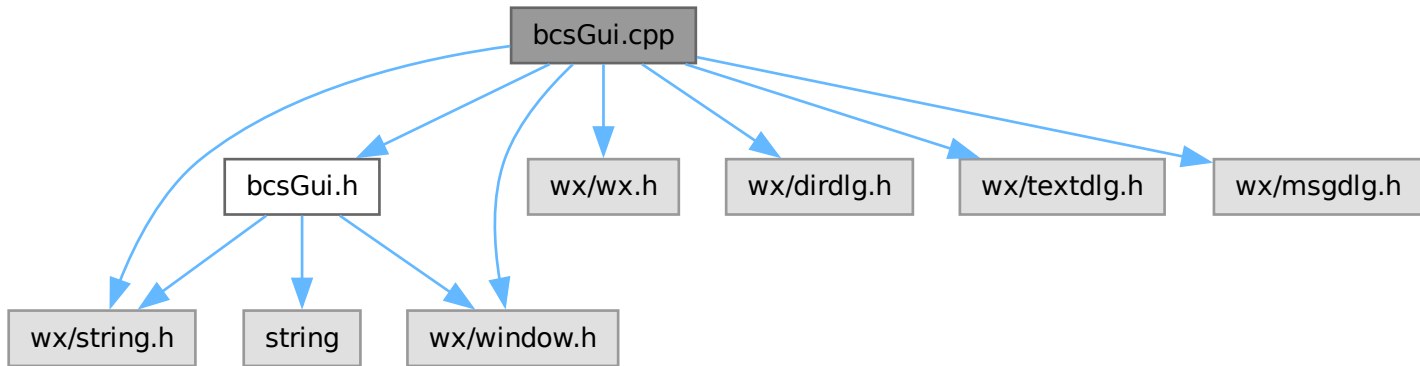 bcsGui.cpp
bcsGui.h
wx/wx.h
wx/dirdlg.h
wx/textdlg.h
wx/msgdlg.h
wx/string.h
string
wx/window.h